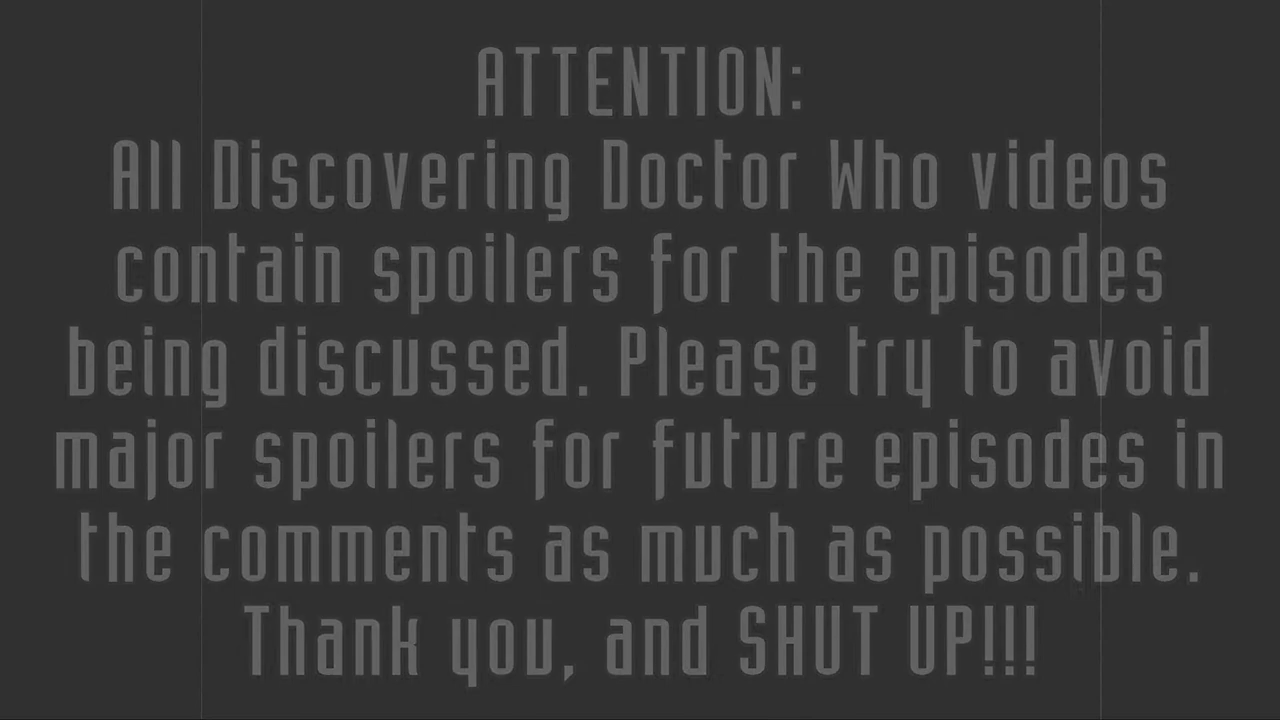 ATTENTION:
All Discovering Doctor Who videos
contain spoilers for the episodes
being discussed. Please try to avoid
major spoilers for future episodes in
the comments as much as possible.
Thank you, and SHUT UP!!!